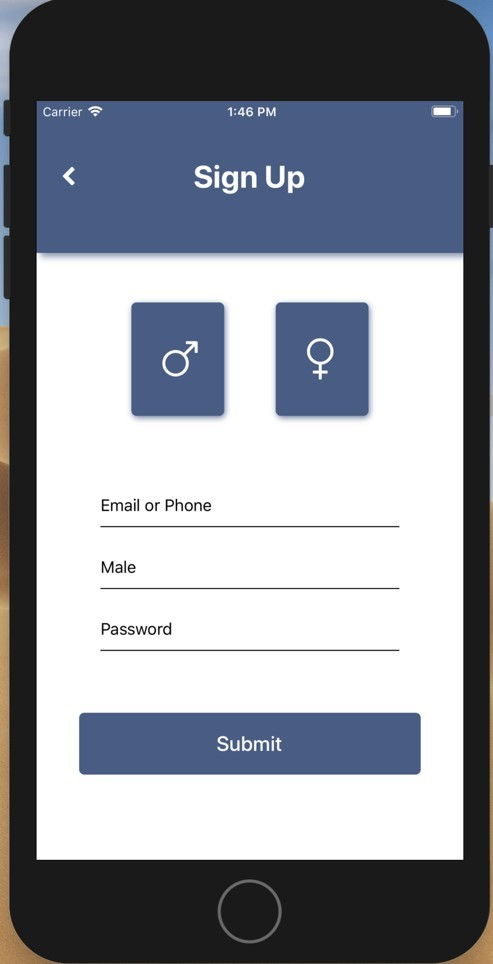 Carrier 1:46 PM
Sign Up
Email or Phone
Male
Password
Submit